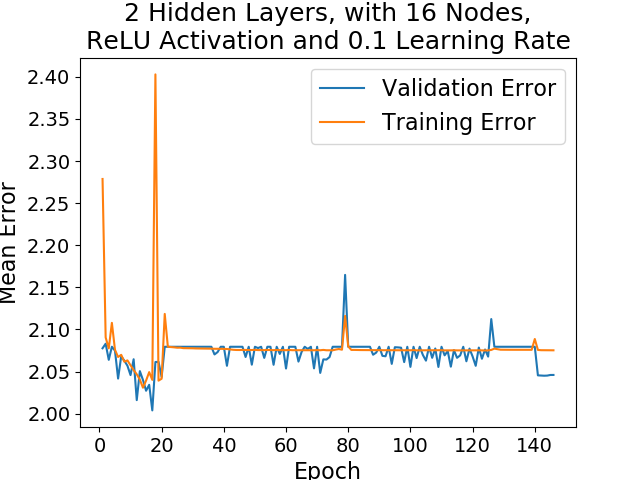 2 Hidden Layers, with 16 Nodes,
ReLU Activation and 0.1 Learning Rate
Validation Error
Training Error
Mean Error
2.40
2.35
2.30
2.25
2.20
2.15
2.10
2.05
2.00
0 20 40 60 80 100 120 140
Epoch